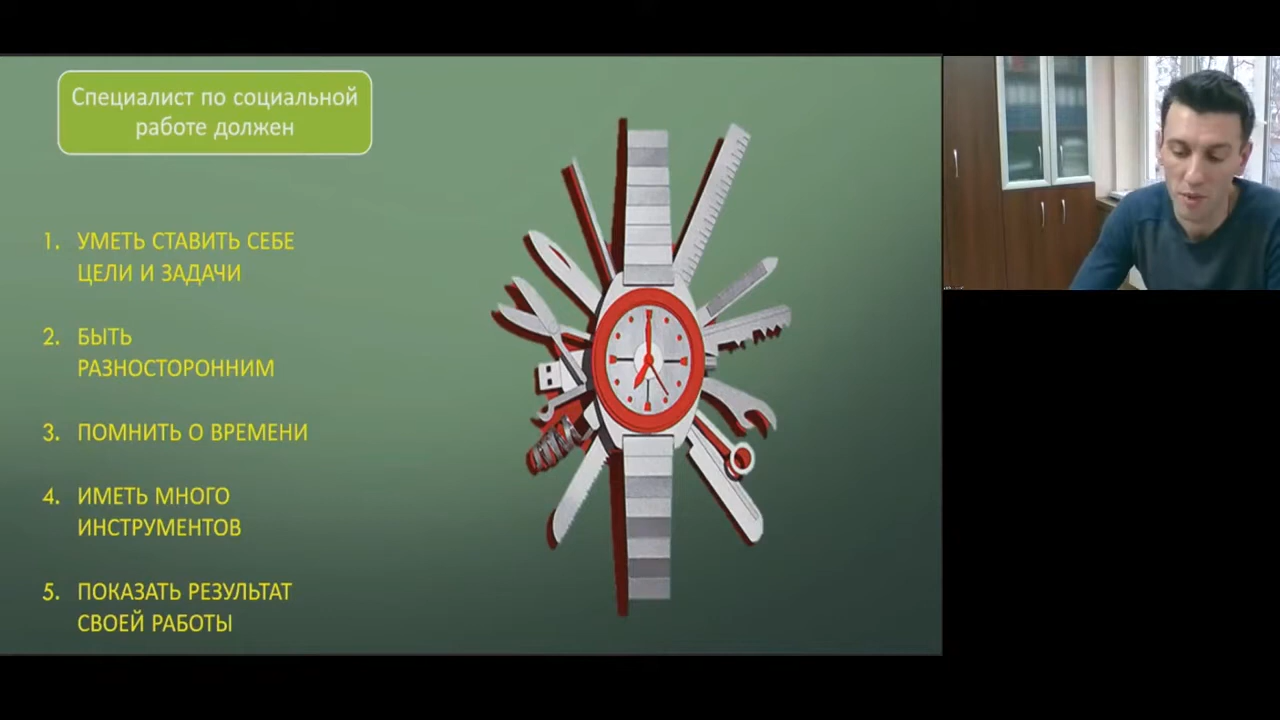 Специалист по социальной
работе должен
1. УМЕТЬ СТАВИТЬ СЕБЕ
ЦЕЛИ И ЗАДАЧИ
2. БЫТЬ
РАЗНОСТОРОННИМ
3. ПОМНИТЬ О ВРЕМЕНИ
4. ИМЕТЬ МНОГО
ИНСТРУМЕНТОВ
5. ПОКАЗАТЬ РЕЗУЛЬТАТ
СВОЕЙ РАБОТЫ